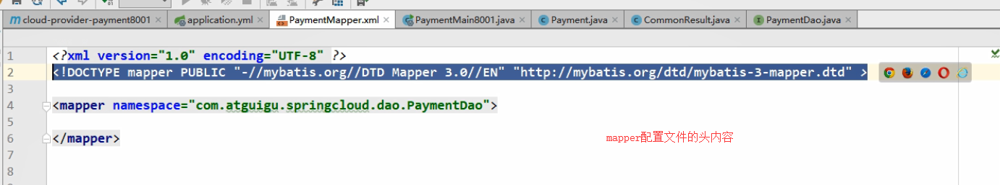 cloud-provider-payment8001 application.yml PaymentMapper.xml PaymentMain8001.java Payment.java CommonResult.java PaymentDao.java
1 <?xml version="1.0" encoding="UTF-8" ?>
2 <!DOCTYPE mapper PUBLIC "-//mybatis.org//DTD Mapper 3.0//EN" "http://mybatis.org/dtd/mybatis-3-mapper.dtd" >
3
4 <mapper namespace="com.atguigu.springcloud.dao.PaymentDao">
5
6 </mapper>
mapper配置文件的头内容
7
8